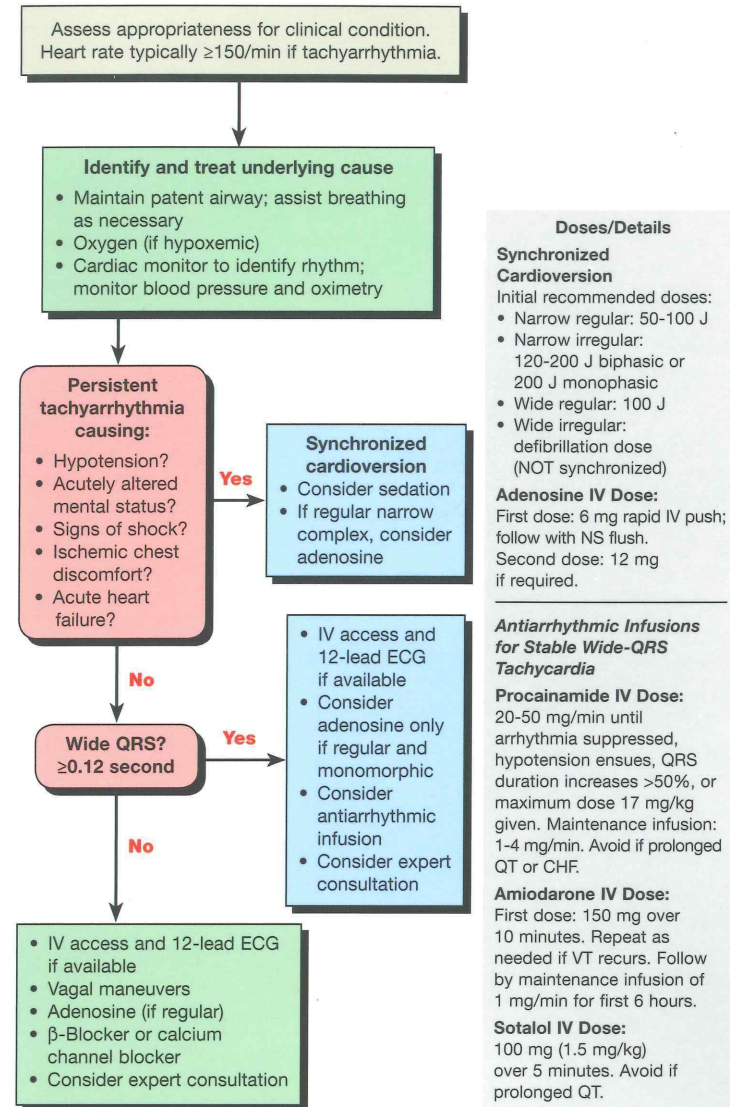 Assess appropriateness for clinical condition.
Heart rate typically ≥150/min if tachyarrhythmia.
Identify and treat underlying cause
• Maintain patent airway; assist breathing
as necessary
• Oxygen (if hypoxemic)
• Cardiac monitor to identify rhythm;
monitor blood pressure and oximetry
Persistent
tachyarrhythmia
causing:
• Hypotension?
• Acutely altered
mental status?
• Signs of shock?
• Ischemic chest
discomfort?
• Acute heart
failure?
Yes
Synchronized
cardioversion
• Consider sedation
• If regular narrow
complex, consider
adenosine
No
Wide QRS?
≥0.12 second
Yes
• IV access and
12-lead ECG
if available
• Consider
adenosine only
if regular and
monomorphic
• Consider
antiarrhythmic
infusion
• Consider expert
consultation
No
• IV access and 12-lead ECG
if available
• Vagal maneuvers
• Adenosine (if regular)
• β-Blocker or calcium
channel blocker
• Consider expert consultation
Doses/Details
Synchronized
Cardioversion
Initial recommended doses:
• Narrow regular: 50-100 J
• Narrow irregular:
120-200 J biphasic or
200 J monophasic
• Wide regular: 100 J
• Wide irregular:
defibrillation dose
(NOT synchronized)
Adenosine IV Dose:
First dose: 6 mg rapid IV push;
follow with NS flush.
Second dose: 12 mg
if required.
Antiarrhythmic Infusions
for Stable Wide-QRS
Tachycardia
Procainamide IV Dose:
20-50 mg/min until
arrhythmia suppressed,
hypotension ensues, QRS
duration increases >50%, or
maximum dose 17 mg/kg
given. Maintenance infusion:
1-4 mg/min. Avoid if prolonged
QT or CHF.
Amiodarone IV Dose:
First dose: 150 mg over
10 minutes. Repeat as
needed if VT recurs. Follow
by maintenance infusion of
1 mg/min for first 6 hours.
Sotalol IV Dose:
100 mg (1.5 mg/kg)
over 5 minutes. Avoid if
prolonged QT.